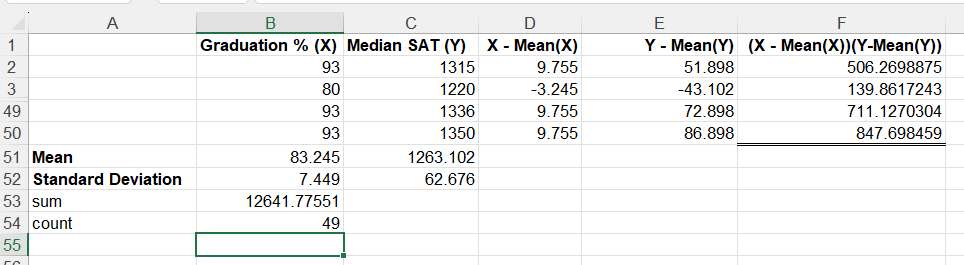 A B C D E F
1 Graduation % (X) Median SAT (Y) X - Mean(X) Y - Mean(Y) (X - Mean(X))(Y-Mean(Y))
2 93 1315 9.755 51.898 506.2698875
3 80 1220 -3.245 -43.102 139.8617243
49 93 1336 9.755 72.898 711.1270304
50 93 1350 9.755 86.898 847.698459
51 Mean 83.245 1263.102
52 Standard Deviation 7.449 62.676
53 sum 12641.77551
54 count 49
55